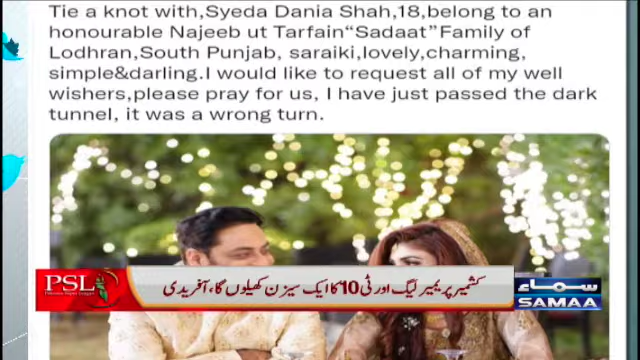 Tie a knot with,Syeda Dania Shah,18,belong to an
honourable Najeeb ut Tarfain“Sadaat”Family of
Lodhran,South Punjab, saraiki,lovely,charming,
simple&darling.I would like to request all of my well
wishers,please pray for us, I have just passed the dark
tunnel, it was a wrong turn.
PSL
کشمیر پریمیر لیگ اور ٹی 10 کا ایک سیزن کھیلوں گا، آفریدی
سماء
SAMAA